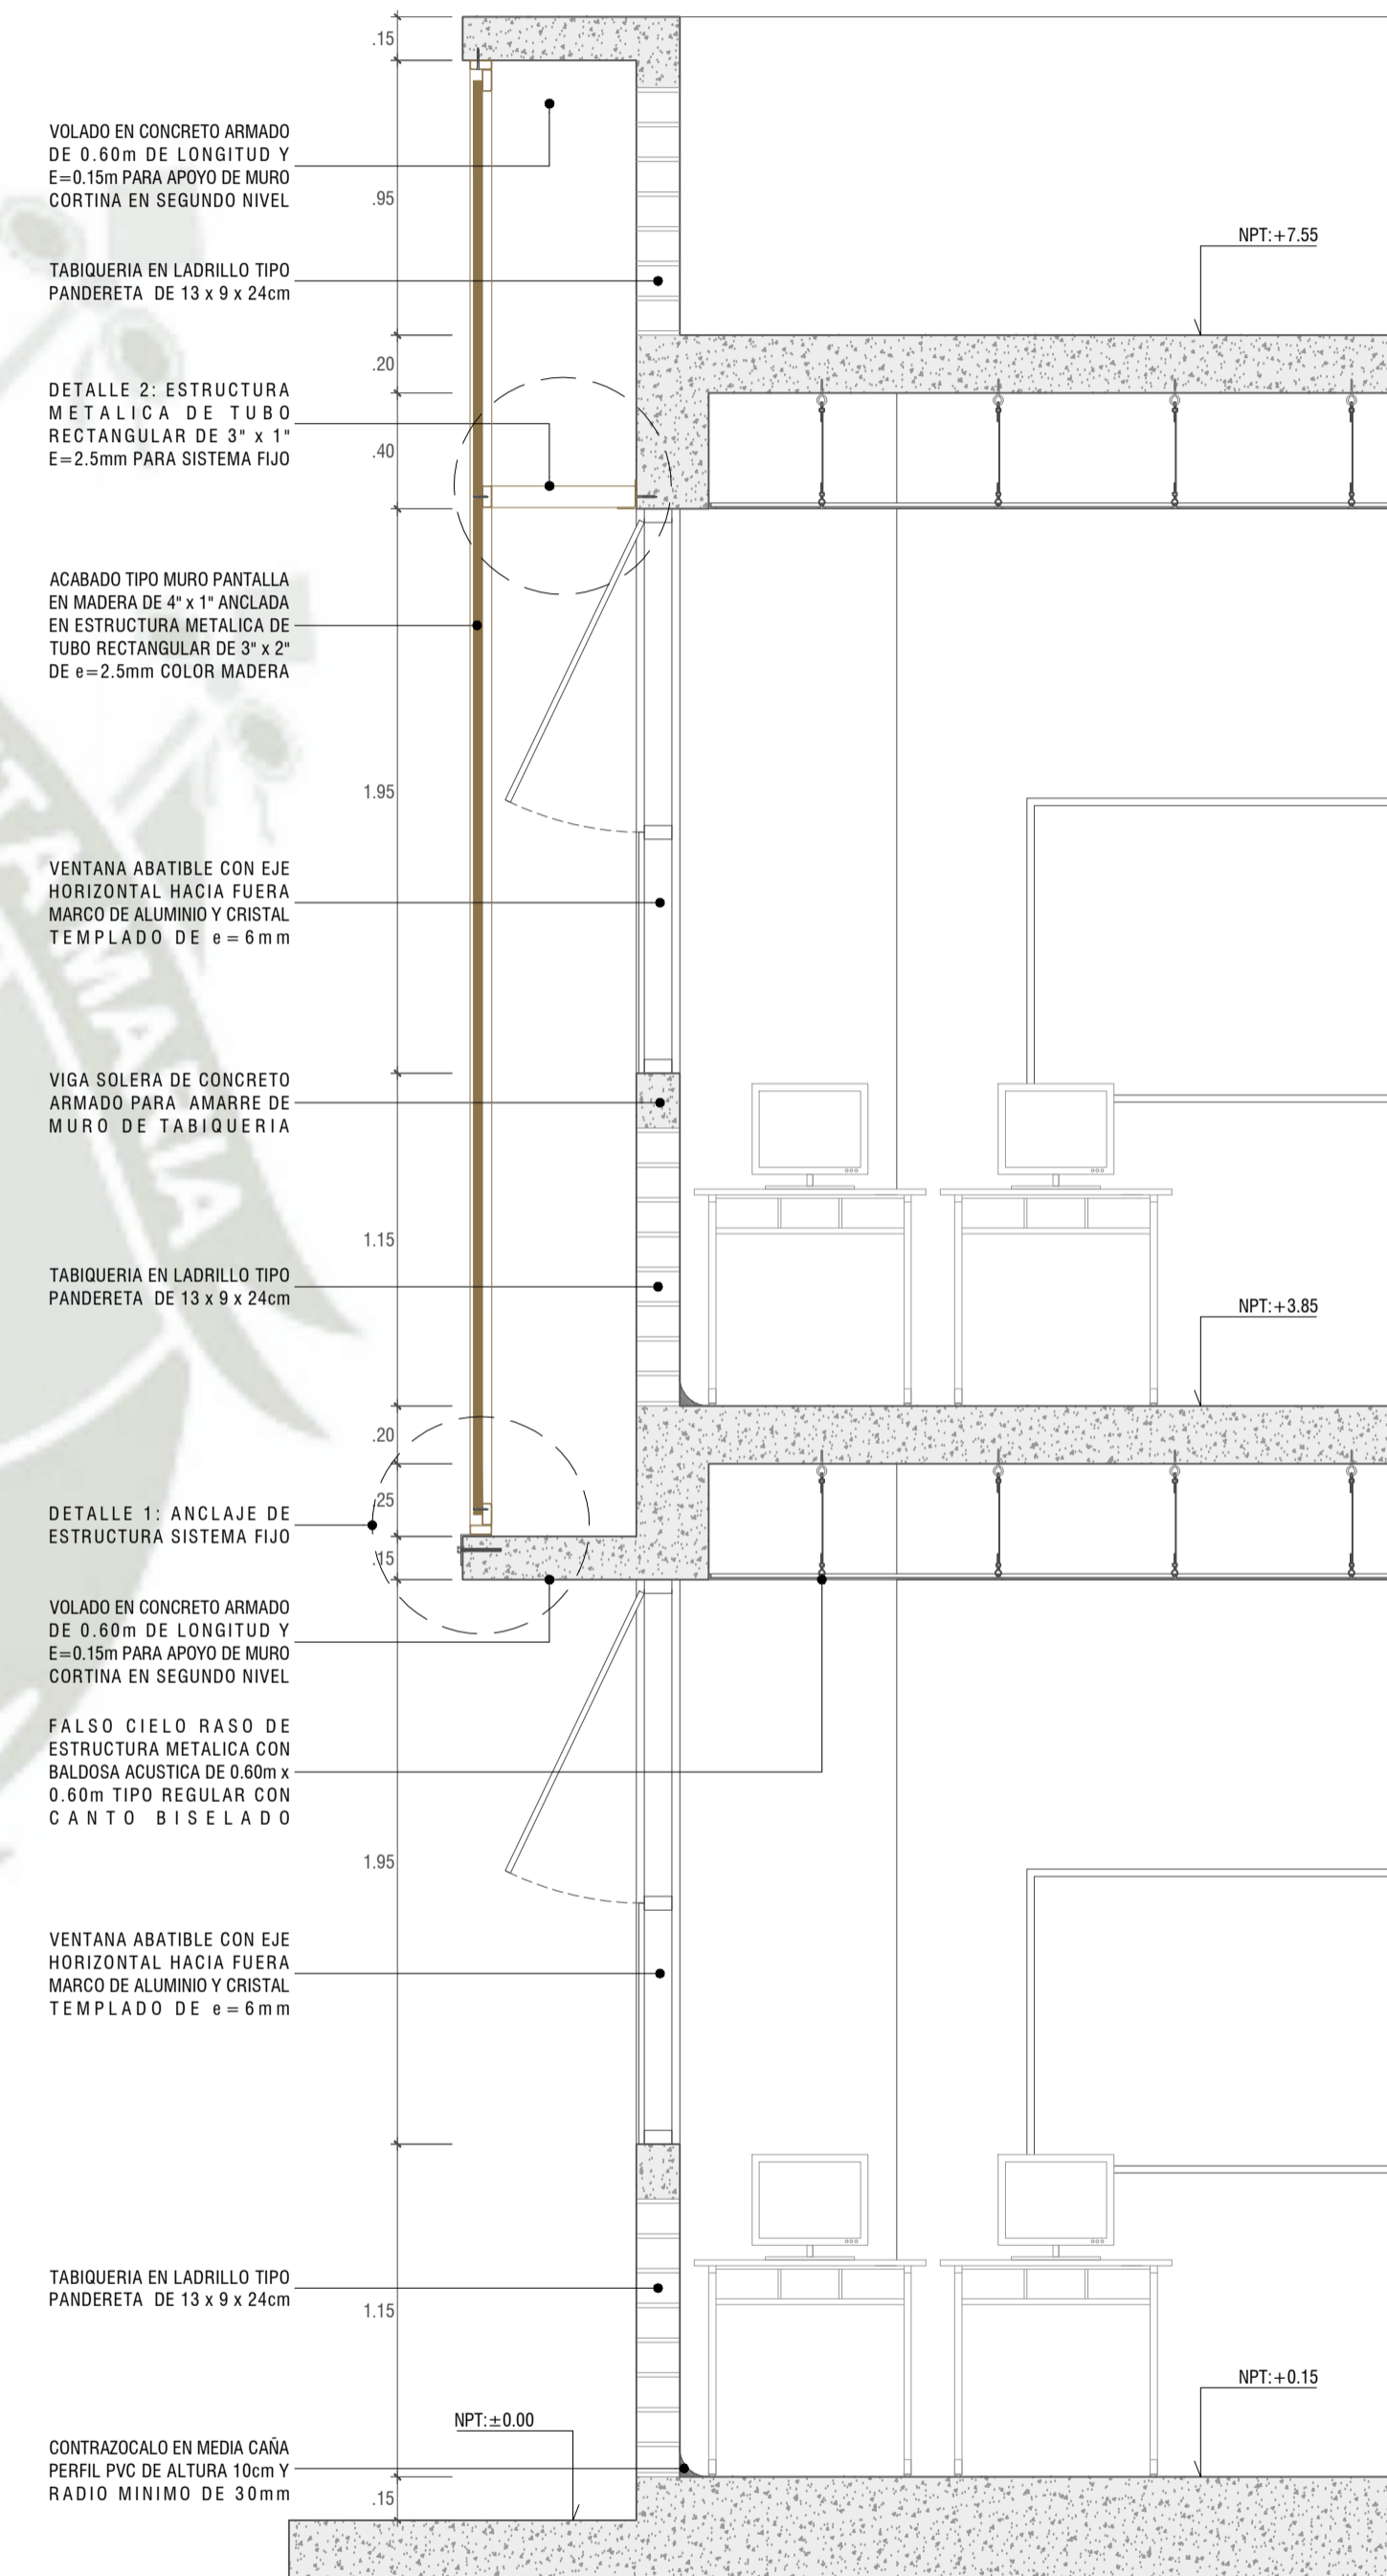 .15
VOLADO EN CONCRETO ARMADO
DE 0.60m DE LONGITUD Y
E=0.15m PARA APOYO DE MURO
CORTINA EN SEGUNDO NIVEL
.95
NPT:+7.55
TABIQUERIA EN LADRILLO TIPO
PANDERETA DE 13 x 9 x 24cm
.20
DETALLE 2: ESTRUCTURA
METALICA DE TUBO
RECTANGULAR DE 3" x 1"
E=2.5mm PARA SISTEMA FIJO
.40
ACABADO TIPO MURO PANTALLA
EN MADERA DE 4" x 1" ANCLADA
EN ESTRUCTURA METALICA DE
TUBO RECTANGULAR DE 3" x 2"
DE e=2.5mm COLOR MADERA
1.95
VENTANA ABATIBLE CON EJE
HORIZONTAL HACIA FUERA
MARCO DE ALUMINIO Y CRISTAL
TEMPLADO DE e=6mm
VIGA SOLERA DE CONCRETO
ARMADO PARA AMARRE DE
MURO DE TABIQUERIA
1.15
TABIQUERIA EN LADRILLO TIPO
PANDERETA DE 13 x 9 x 24cm
NPT:+3.85
.20
.25
DETALLE 1: ANCLAJE DE
ESTRUCTURA SISTEMA FIJO
.15
VOLADO EN CONCRETO ARMADO
DE 0.60m DE LONGITUD Y
E=0.15m PARA APOYO DE MURO
CORTINA EN SEGUNDO NIVEL
FALSO CIELO RASO DE
ESTRUCTURA METALICA CON
BALDOSA ACUSTICA DE 0.60m x
0.60m TIPO REGULAR CON
CANTO BISELADO
1.95
VENTANA ABATIBLE CON EJE
HORIZONTAL HACIA FUERA
MARCO DE ALUMINIO Y CRISTAL
TEMPLADO DE e=6mm
TABIQUERIA EN LADRILLO TIPO
PANDERETA DE 13 x 9 x 24cm
1.15
NPT:+0.15
NPT:±0.00
CONTRAZOCALO EN MEDIA CAÑA
PERFIL PVC DE ALTURA 10cm Y
RADIO MINIMO DE 30mm
.15